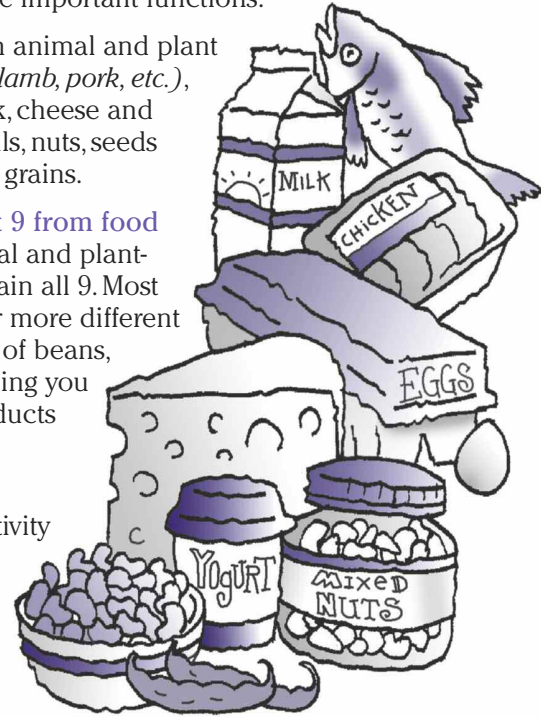 e important functions.
n animal and plant
lamb, pork, etc.),
k, cheese and
ls, nuts, seeds
grains.
t 9 from food
al and plant-
ain all 9. Most
r more different
of beans,
ing you
ducts
tivity
MILK
CHICKEN
EGGS
YOGURT
MIXED
NUTS